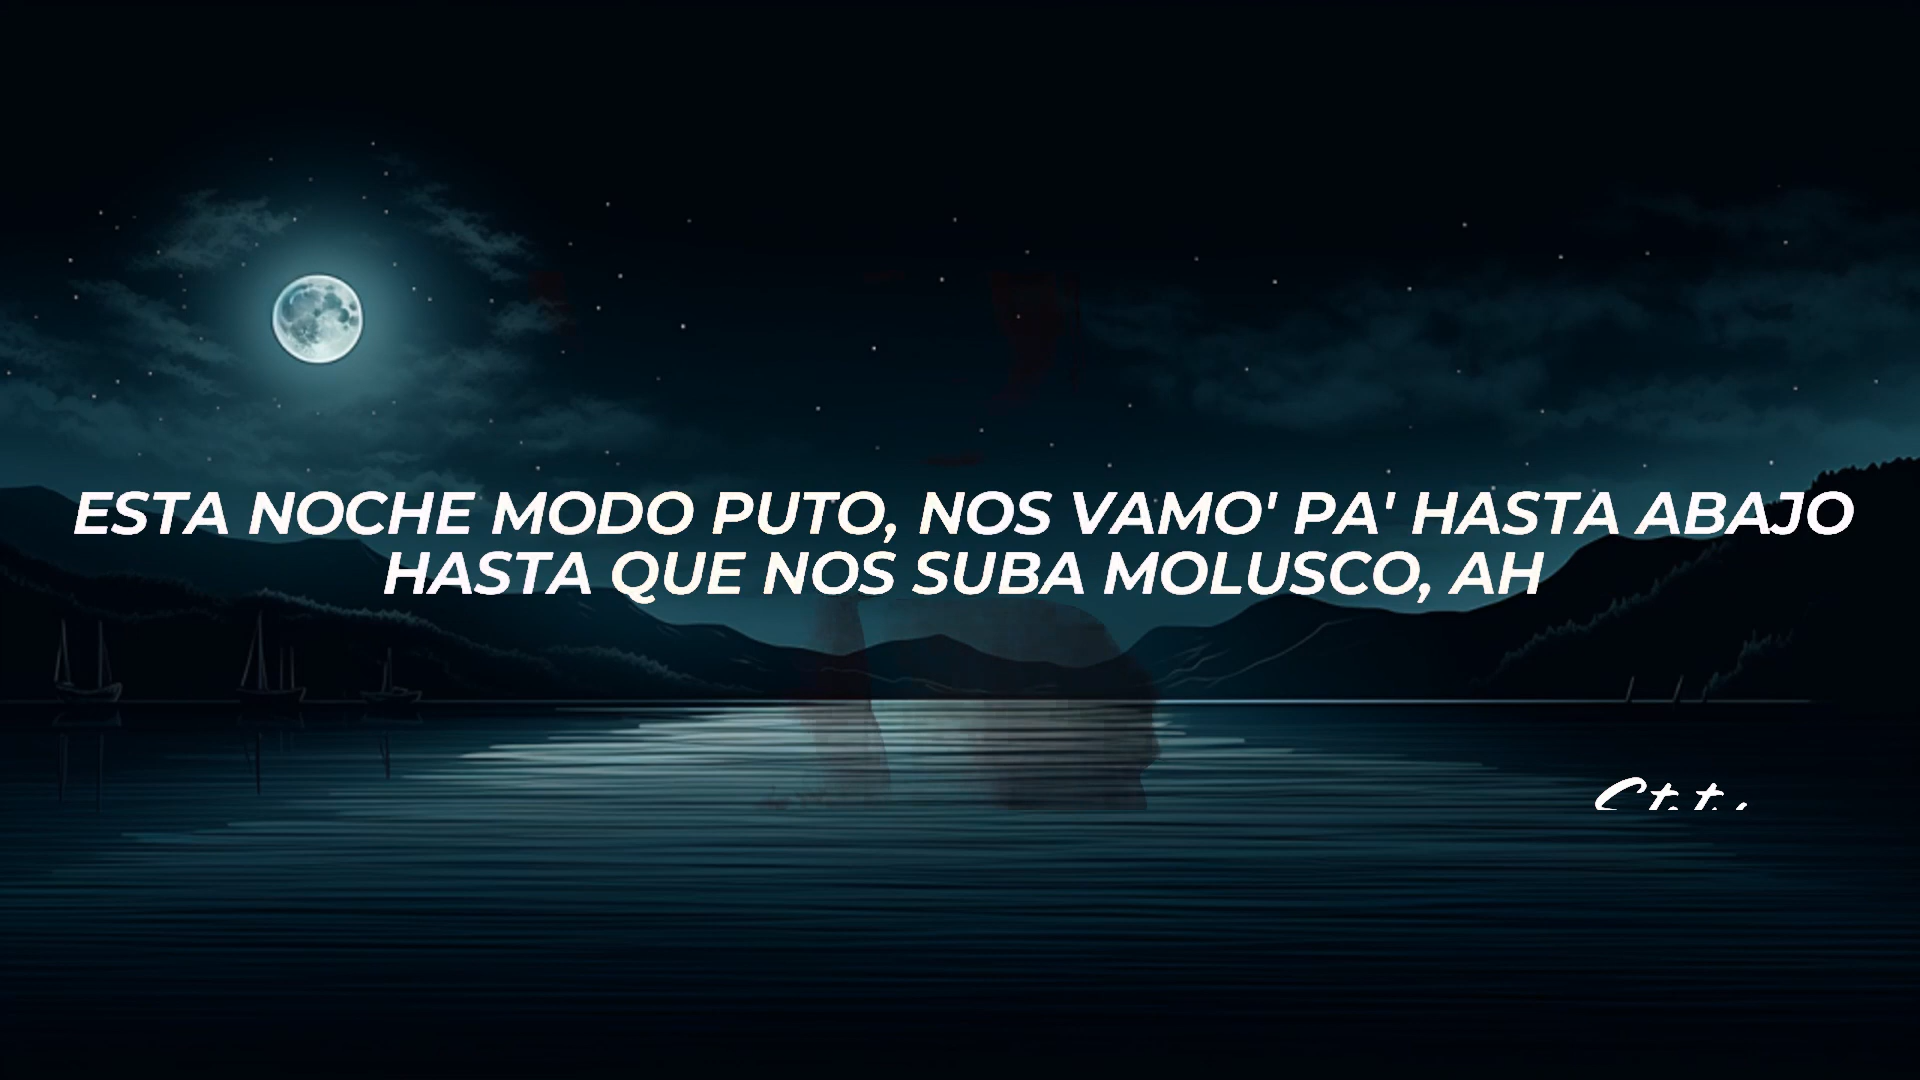 ESTA NOCHE MODO PUTO, NOS VAMO' PA' HASTA ABAJO
HASTA QUE NOS SUBA MOLUSCO, AH